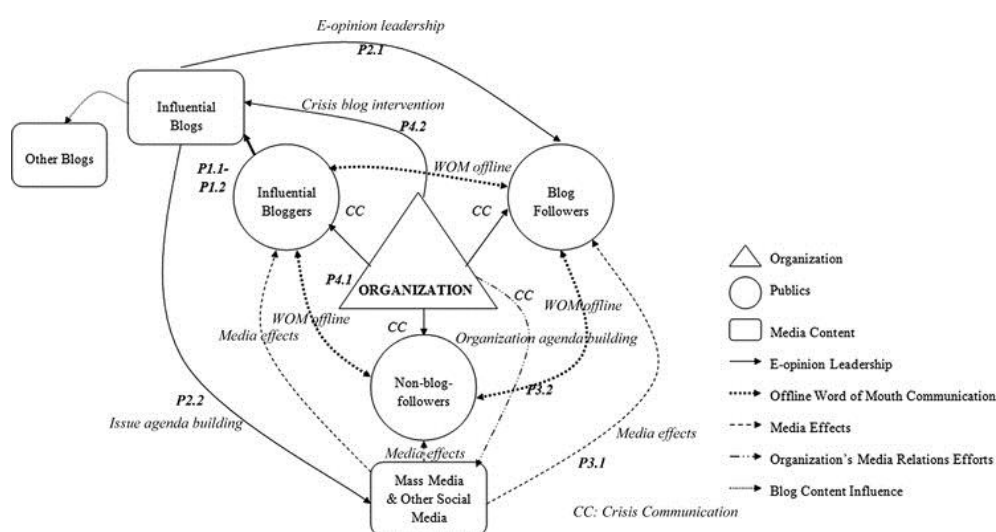 E-opinion leadership
P2.1
Influential
Blogs
Crisis blog intervention
P4.2
Other Blogs
P1.1-
P1.2
WOM offline
Influential
Bloggers
Blog
Followers
CC
CC
P4.1
ORGANIZATION
CC
WOM offline
WOM offline
Media effects
CC
Organization agenda building
Non-blog-
followers
P3.2
P2.2
Issue agenda building
Media effects
Media effects
P3.1
Mass Media
& Other Social
Media
CC: Crisis Communication
Organization
Publics
Media Content
E-opinion Leadership
Offline Word of Mouth Communication
Media Effects
Organization's Media Relations Efforts
Blog Content Influence